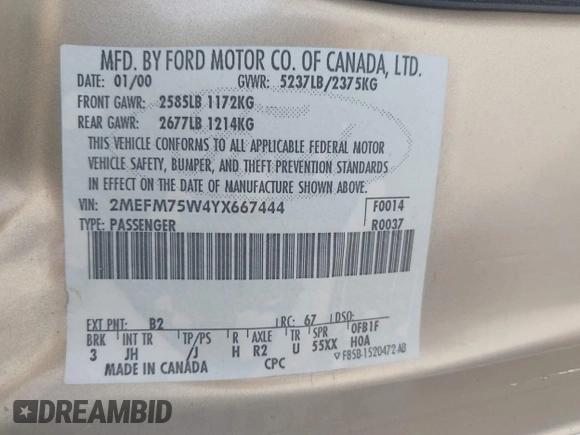 MFD. BY FORD MOTOR CO. OF CANADA, LTD.
DATE: 01/00 GVWR: 5237LB/2375KG
FRONT GAWR: 2585LB 1172KG
REAR GAWR: 2677LB 1214KG
THIS VEHICLE CONFORMS TO ALL APPLICABLE FEDERAL MOTOR
VEHICLE SAFETY, BUMPER, AND THEFT PREVENTION STANDARDS
IN EFFECT ON THE DATE OF MANUFACTURE SHOWN ABOVE.
VIN: 2MEFM75W4YX667444 F0014
TYPE: PASSENGER R0037
EXT PNT: B2 RC: 67 DSO:
BRK INT TR TP/PS R AXLE TR SPR 0FB1F
3 JH /J H R2 U 55XX H0A
MADE IN CANADA CPC ▽F85B-1520472-AB
DREAMBID